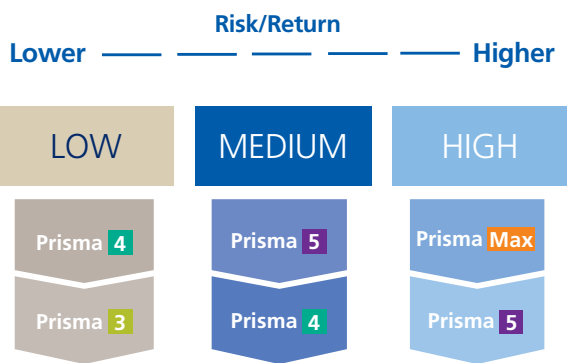 Risk/Return
Lower Higher
LOW MEDIUM HIGH
Prisma 4 Prisma 5 Prisma Max
Prisma 3 Prisma 4 Prisma 5